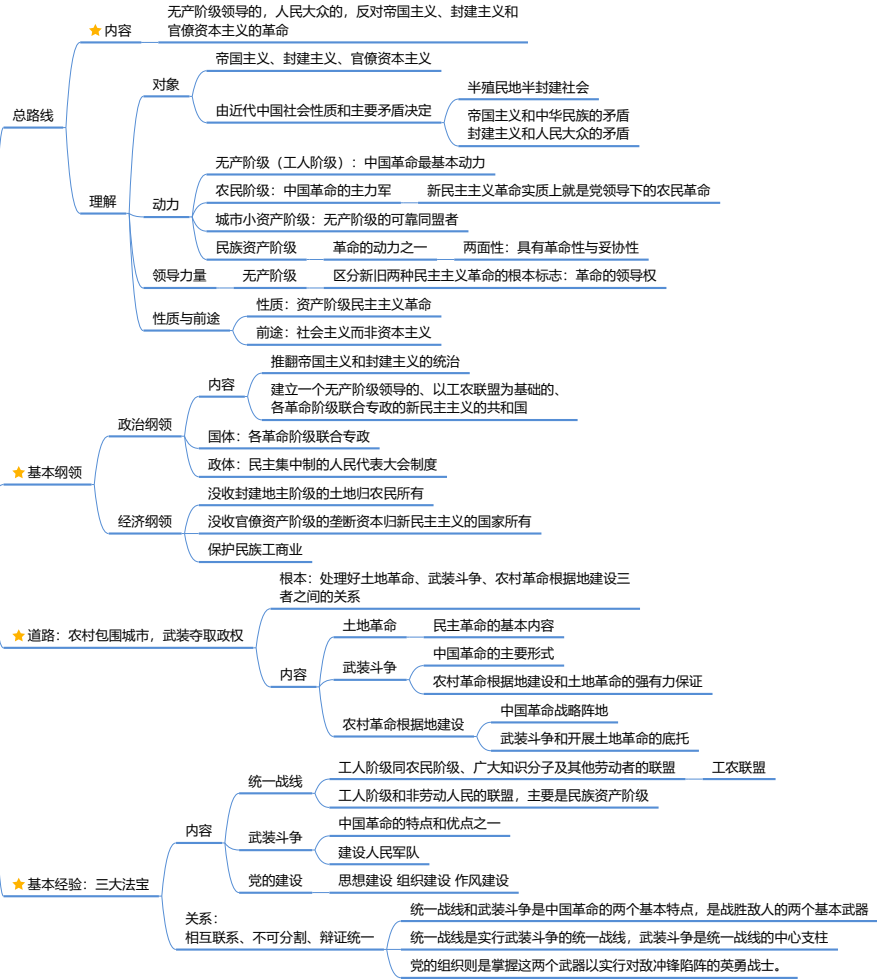 总路线
内容
无产阶级领导的，人民大众的，反对帝国主义、封建主义和
官僚资本主义的革命
理解
对象
帝国主义、封建主义、官僚资本主义
由近代中国社会性质和主要矛盾决定
半殖民地半封建社会
帝国主义和中华民族的矛盾
封建主义和人民大众的矛盾
动力
无产阶级（工人阶级）：中国革命最基本动力
农民阶级：中国革命的主力军
新民主主义革命实质上就是党领导下的农民革命
城市小资产阶级：无产阶级的可靠同盟者
民族资产阶级
革命的动力之一
两面性：具有革命性与妥协性
领导力量
无产阶级
区分新旧两种民主主义革命的根本标志：革命的领导权
性质与前途
性质：资产阶级民主主义革命
前途：社会主义而非资本主义
基本纲领
政治纲领
内容
推翻帝国主义和封建主义的统治
建立一个无产阶级领导的、以工农联盟为基础的、
各革命阶级联合专政的新民主主义的共和国
国体：各革命阶级联合专政
政体：民主集中制的人民代表大会制度
经济纲领
没收封建地主阶级的土地归农民所有
没收官僚资产阶级的垄断资本归新民主主义的国家所有
保护民族工商业
道路：农村包围城市，武装夺取政权
根本：处理好土地革命、武装斗争、农村革命根据地建设三
者之间的关系
内容
土地革命
民主革命的基本内容
武装斗争
中国革命的主要形式
农村革命根据地建设和土地革命的强有力保证
农村革命根据地建设
中国革命战略阵地
武装斗争和开展土地革命的底托
基本经验：三大法宝
内容
统一战线
工人阶级同农民阶级、广大知识分子及其他劳动者的联盟
工农联盟
工人阶级和非劳动人民的联盟，主要是民族资产阶级
武装斗争
中国革命的特点和优点之一
建设人民军队
党的建设
思想建设 组织建设 作风建设
关系：
相互联系、不可分割、辩证统一
统一战线和武装斗争是中国革命的两个基本特点，是战胜敌人的两个基本武器
统一战线是实行武装斗争的统一战线，武装斗争是统一战线的中心支柱
党的组织则是掌握这两个武器以实行对敌冲锋陷阵的英勇战士。